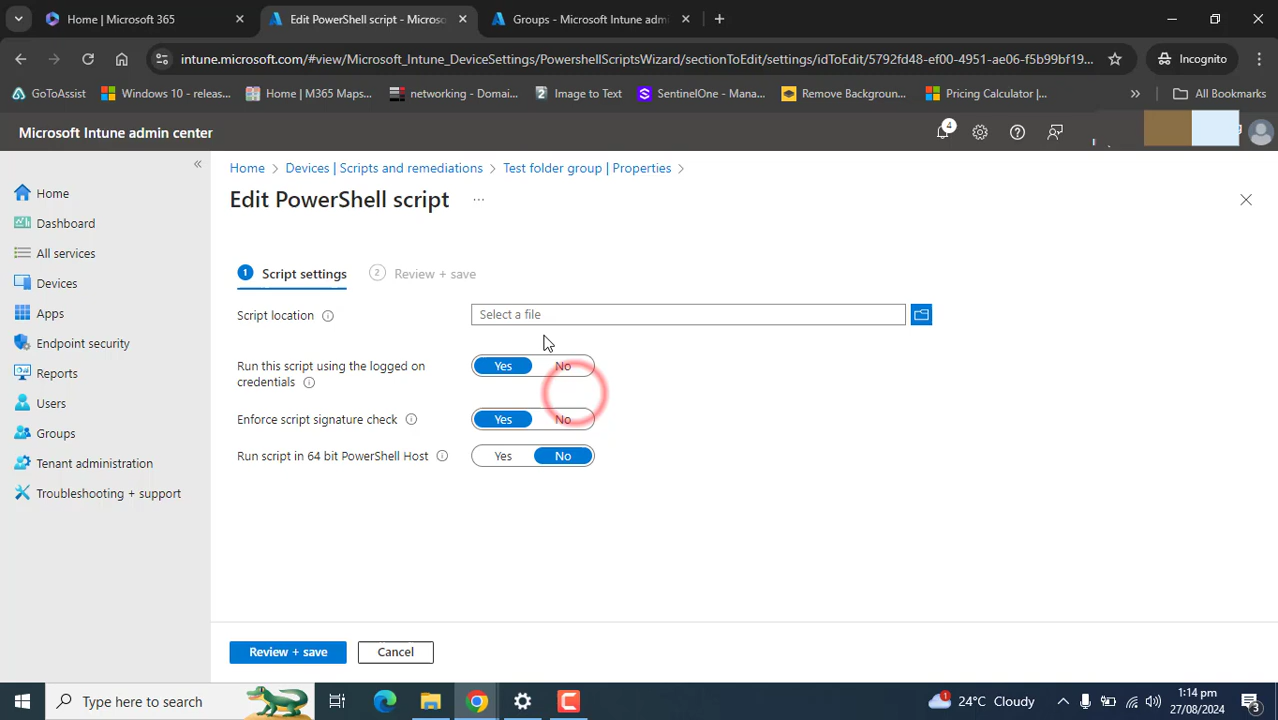 Home | Microsoft 365
Edit PowerShell script - Micros
Groups - Microsoft Intune adm
intune.microsoft.com/#view/Microsoft_Intune_DeviceSettings/PowershellScriptsWizard/sectionToEdit/settings/idToEdit/5792fd48-ef00-4951-ae06-f5b99bf19...
Incognito
GoToAssist
Windows 10 - releas...
Home | M365 Maps...
networking - Domai...
Image to Text
SentinelOne - Mana...
Remove Backgroun...
Pricing Calculator |...
All Bookmarks
Microsoft Intune admin center
4
Home
Dashboard
All services
Devices
Apps
Endpoint security
Reports
Users
Groups
Tenant administration
Troubleshooting + support
Home > Devices | Scripts and remediations > Test folder group | Properties >
Edit PowerShell script ...
1 Script settings
2 Review + save
Script location
Select a file
Run this script using the logged on
credentials
Yes No
Enforce script signature check
Yes No
Run script in 64 bit PowerShell Host
Yes No
Review + save
Cancel
Type here to search
1
24°C Cloudy
1:14 pm
27/08/2024
3